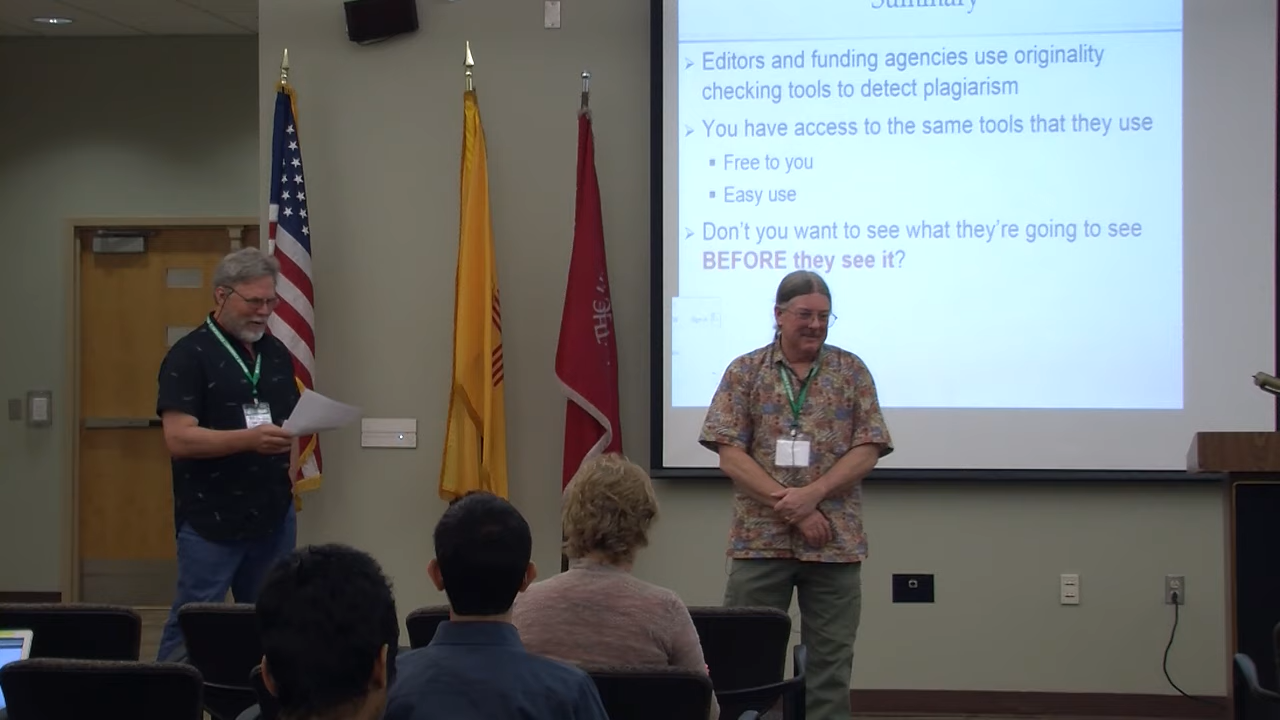 Summary
Editors and funding agencies use originality
checking tools to detect plagiarism
You have access to the same tools that they use
Free to you
Easy use
Don't you want to see what they're going to see
BEFORE they see it?